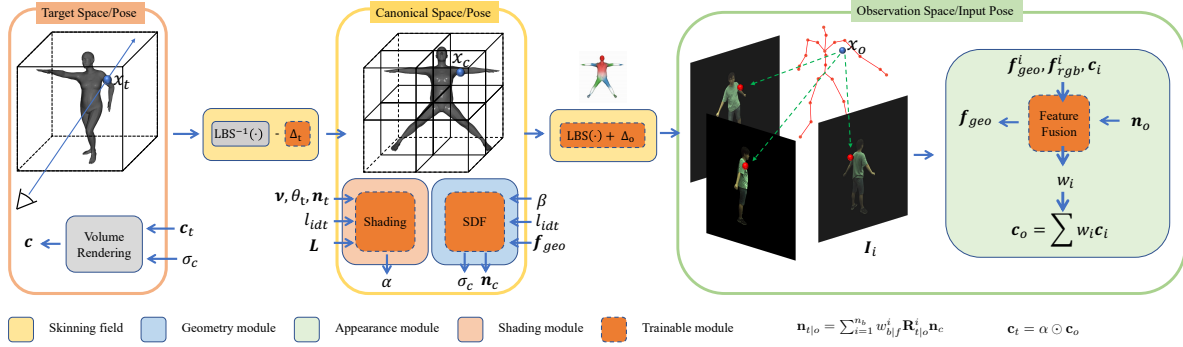 Target Space/Pose
Canonical Space/Pose
Observation Space/Input Pose
x_t
x_c
x_o
LBS⁻¹(·) - Δ_t
LBS(·) + Δ_o
f^i_geo, f^i_rgb, c_i
f_geo
Feature
Fusion
n_o
w_i
c_o = ∑ w_i c_i
I_i
ν, θ_t, n_t
l_idt
L
Shading
α
SDF
β
l_idt
f_geo
σ_c
n_c
c
Volume
Rendering
c_t
σ_c
Skinning field
Geometry module
Appearance module
Shading module
Trainable module
n_{t|o} = ∑_{i=1}^{n_b} w^i_{b|f} R^i_{t|o} n_c
c_t = α ⊙ c_o